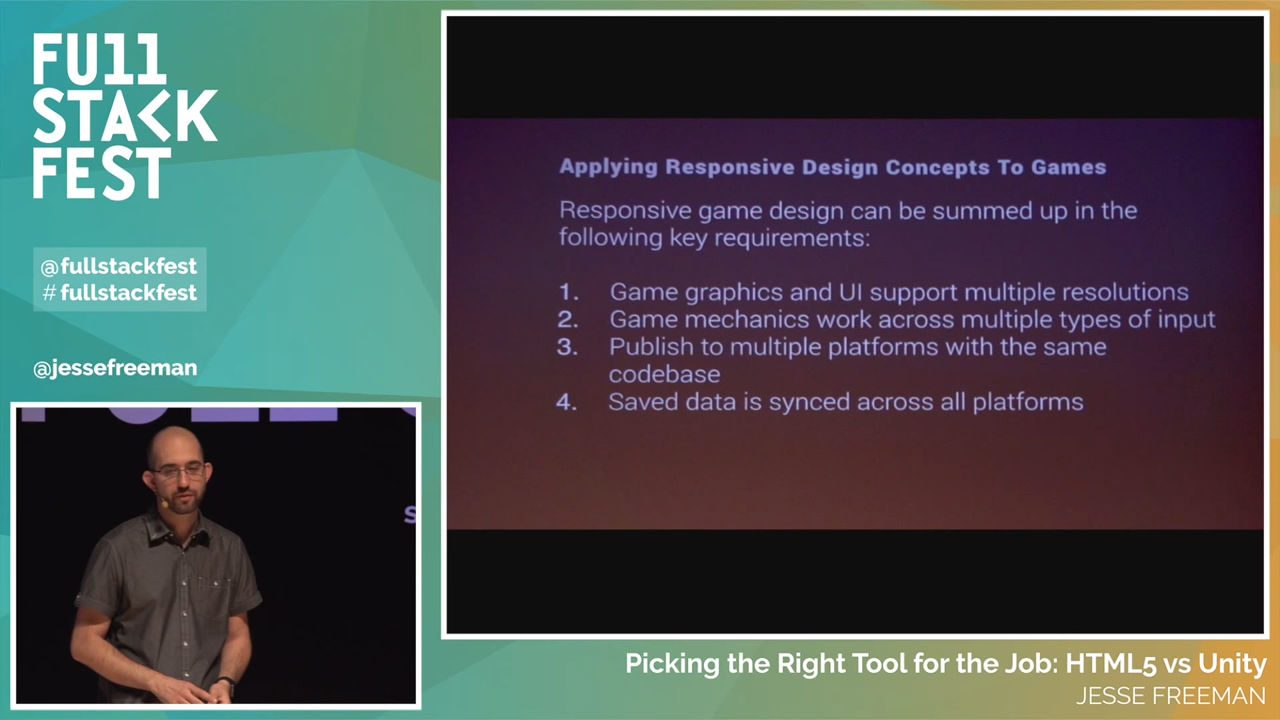 FU11
STACK
FEST
@fullstackfest
# fullstackfest
@jessefreeman
Applying Responsive Design Concepts To Games
Responsive game design can be summed up in the
following key requirements:
1. Game graphics and UI support multiple resolutions
2. Game mechanics work across multiple types of input
3. Publish to multiple platforms with the same
codebase
4. Saved data is synced across all platforms
Picking the Right Tool for the Job: HTML5 vs Unity
JESSE FREEMAN